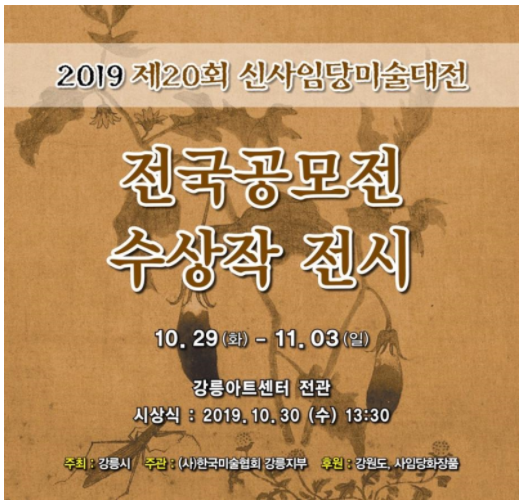 2019 제20회 신사임당미술대전
전국공모전
수상작 전시
10. 29(화) - 11. 03(일)
강릉아트센터 전관
시상식 : 2019. 10. 30 (수) 13:30
주최 : 강릉시 주관 : (사)한국미술협회 강릉지부 후원 : 강원도, 사임당화장품